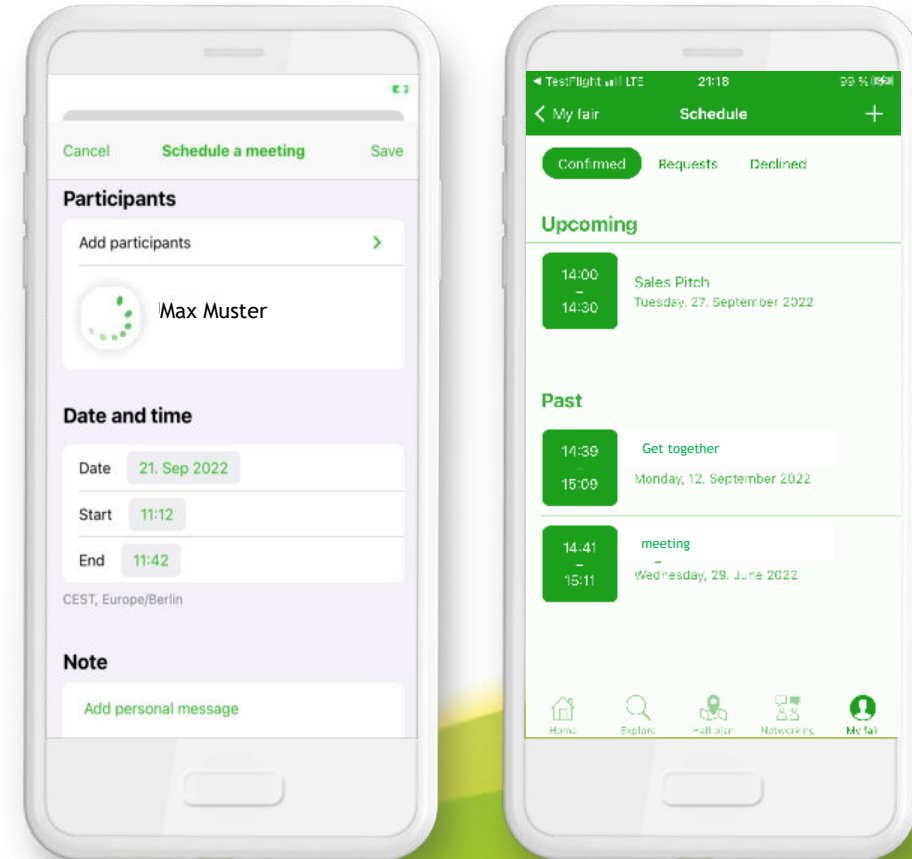 Cancel Schedule a meeting Save
Participants
Add participants
Max Muster
Date and time
Date 21. Sep 2022
Start 11:12
End 11:42
CEST, Europe/Berlin
Note
Add personal message
TestFlight LTE 21:18 99 %
My fair Schedule
Confirmed Requests Declined
Upcoming
14:00
–
14:30
Sales Pitch
Tuesday, 27. September 2022
Past
14:39
–
15:09
Get together
Monday, 12. September 2022
14:41
–
15:11
meeting
Wednesday, 29. June 2022
Home Explore Hall plan Networking My fair